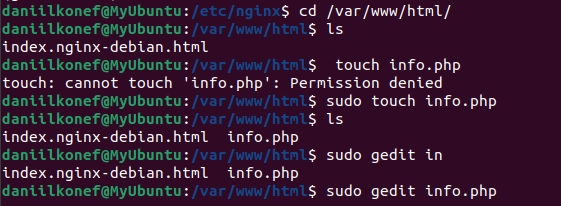 daniilkonef@MyUbuntu:/etc/nginx$ cd /var/www/html/
daniilkonef@MyUbuntu:/var/www/html$ ls
index.nginx-debian.html
daniilkonef@MyUbuntu:/var/www/html$  touch info.php
touch: cannot touch 'info.php': Permission denied
daniilkonef@MyUbuntu:/var/www/html$ sudo touch info.php
daniilkonef@MyUbuntu:/var/www/html$ ls
index.nginx-debian.html  info.php
daniilkonef@MyUbuntu:/var/www/html$ sudo gedit in
index.nginx-debian.html  info.php
daniilkonef@MyUbuntu:/var/www/html$ sudo gedit info.php